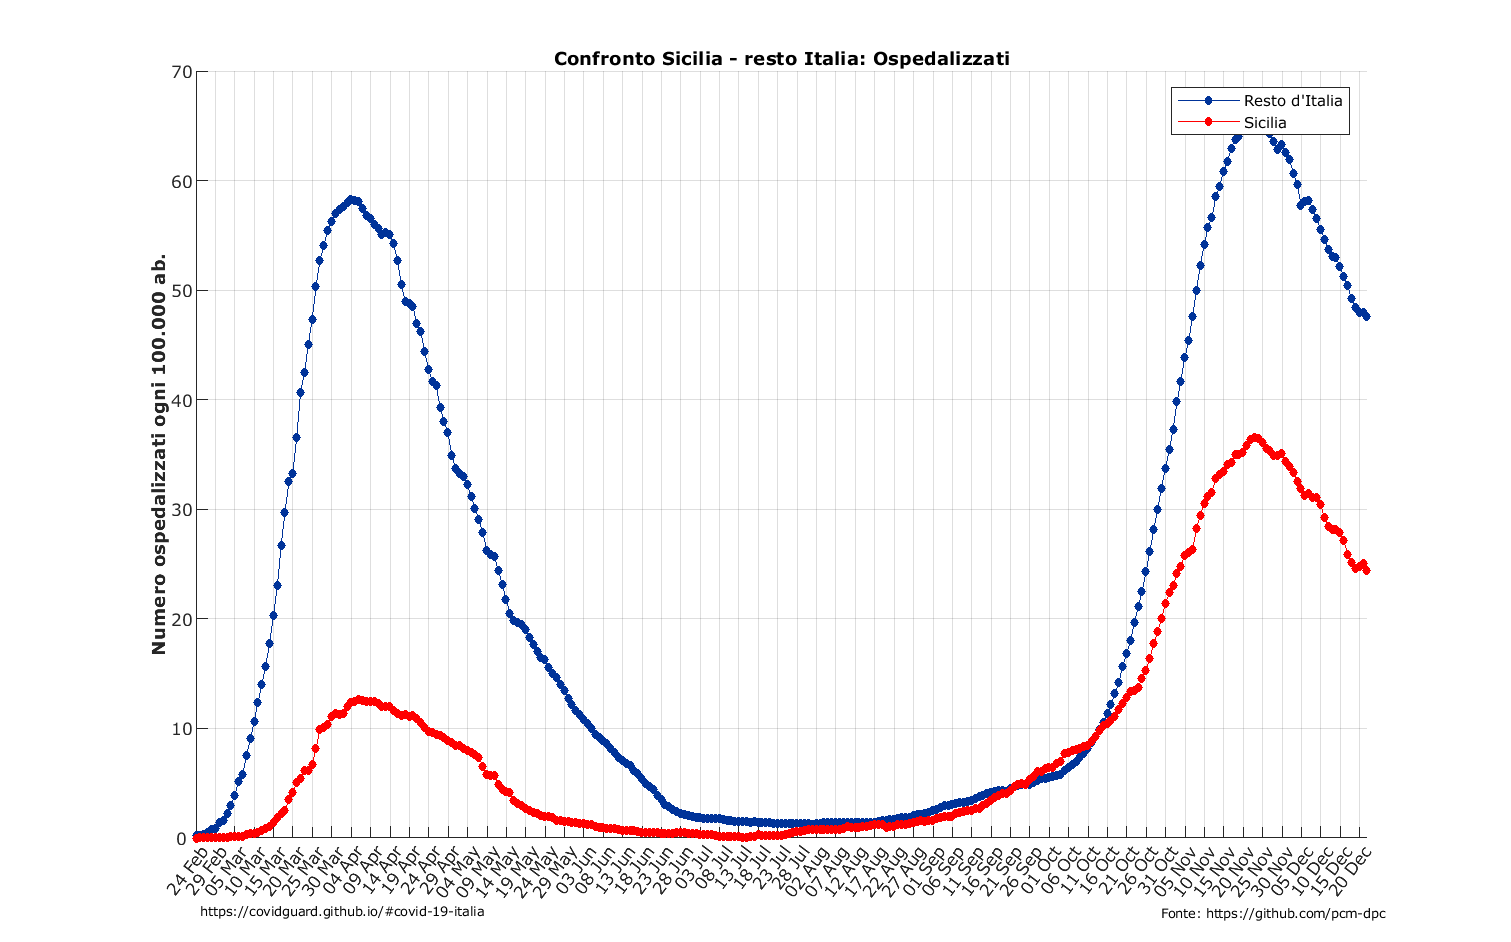 Confronto Sicilia - resto Italia: Ospedalizzati
Resto d'Italia
Sicilia
Numero ospedalizzati ogni 100.000 ab.
70
60
50
40
30
20
10
0
24 Feb
29 Feb
05 Mar
10 Mar
15 Mar
20 Mar
25 Mar
30 Mar
04 Apr
09 Apr
14 Apr
19 Apr
24 Apr
29 Apr
04 May
09 May
14 May
19 May
24 May
29 May
03 Jun
08 Jun
13 Jun
18 Jun
23 Jun
28 Jun
03 Jul
08 Jul
13 Jul
18 Jul
23 Jul
28 Jul
02 Aug
07 Aug
12 Aug
17 Aug
22 Aug
27 Aug
01 Sep
06 Sep
11 Sep
16 Sep
21 Sep
26 Sep
01 Oct
06 Oct
11 Oct
16 Oct
21 Oct
26 Oct
31 Oct
05 Nov
10 Nov
15 Nov
20 Nov
25 Nov
30 Nov
05 Dec
10 Dec
15 Dec
20 Dec
https://covidguard.github.io/#covid-19-italia
Fonte: https://github.com/pcm-dpc